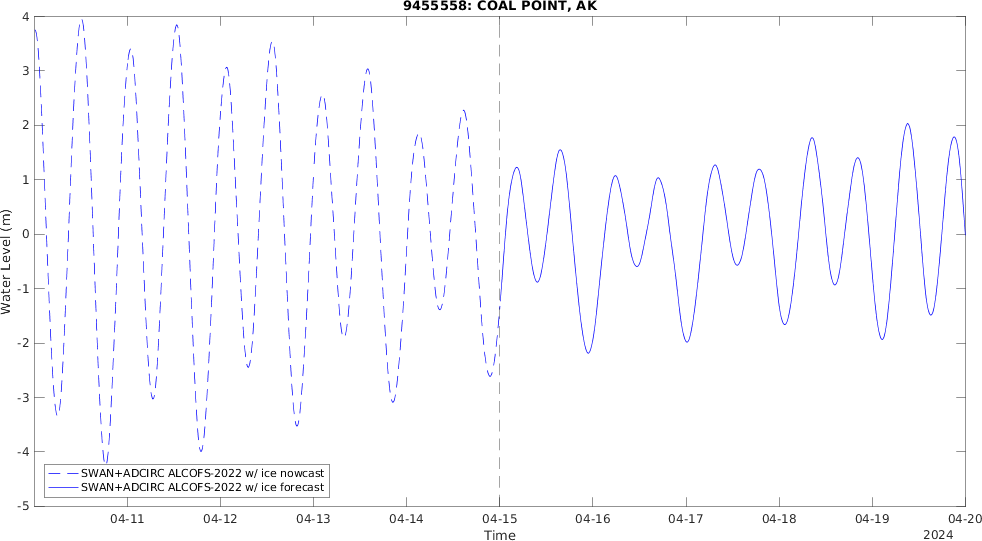 9455558: COAL POINT, AK
Water Level (m)
4
3
2
1
0
-1
-2
-3
-4
-5
SWAN+ADCIRC ALCOFS-2022 w/ ice nowcast
SWAN+ADCIRC ALCOFS-2022 w/ ice forecast
04-11 04-12 04-13 04-14 04-15 04-16 04-17 04-18 04-19 04-20
Time
2024